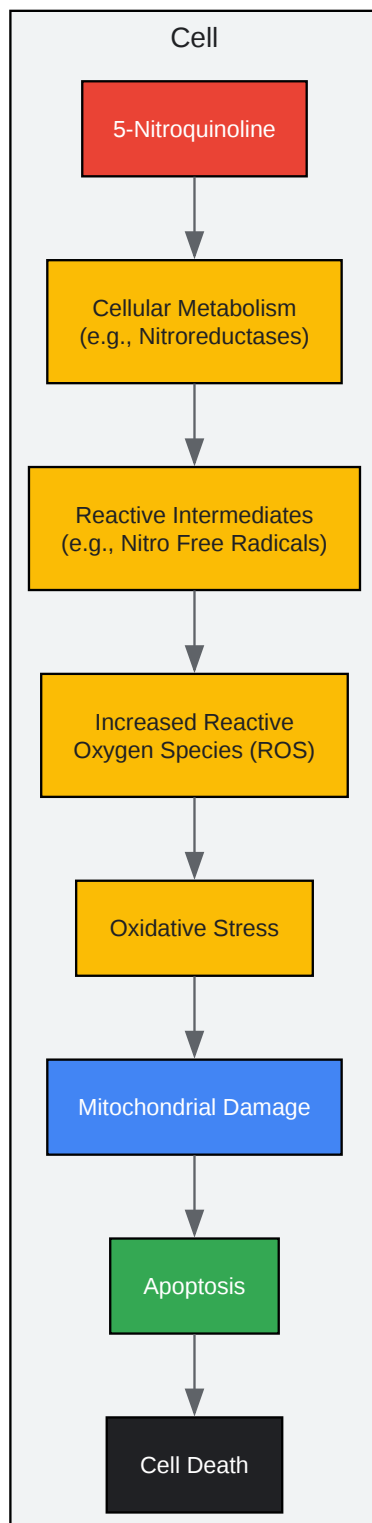 Cell
5-Nitroquinoline
Cellular Metabolism
(e.g., Nitroreductases)
Reactive Intermediates
(e.g., Nitro Free Radicals)
Increased Reactive
Oxygen Species (ROS)
Oxidative Stress
Mitochondrial Damage
Apoptosis
Cell Death